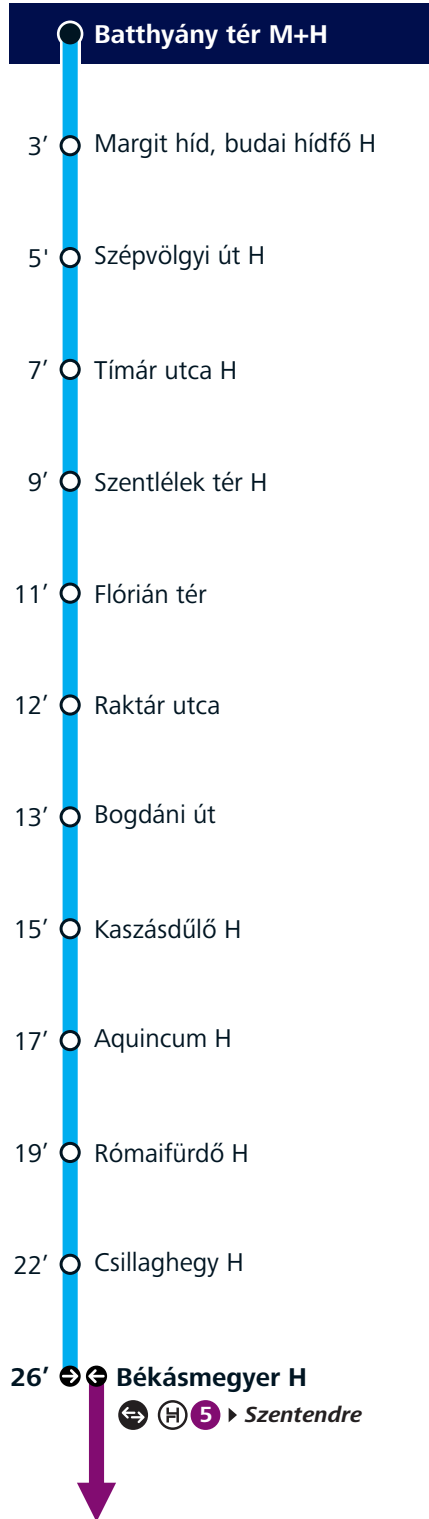 Batthyány tér M+H
3’ Margit híd, budai hídfő H
5' Szépvölgyi út H
7’ Tímár utca H
9’ Szentlélek tér H
11’ Flórián tér
12’ Raktár utca
13’ Bogdáni út
15’ Kaszásdűlő H
17’ Aquincum H
19’ Rómaifürdő H
22’ Csillaghegy H
26’ Békásmegyer H
H 5 Szentendre